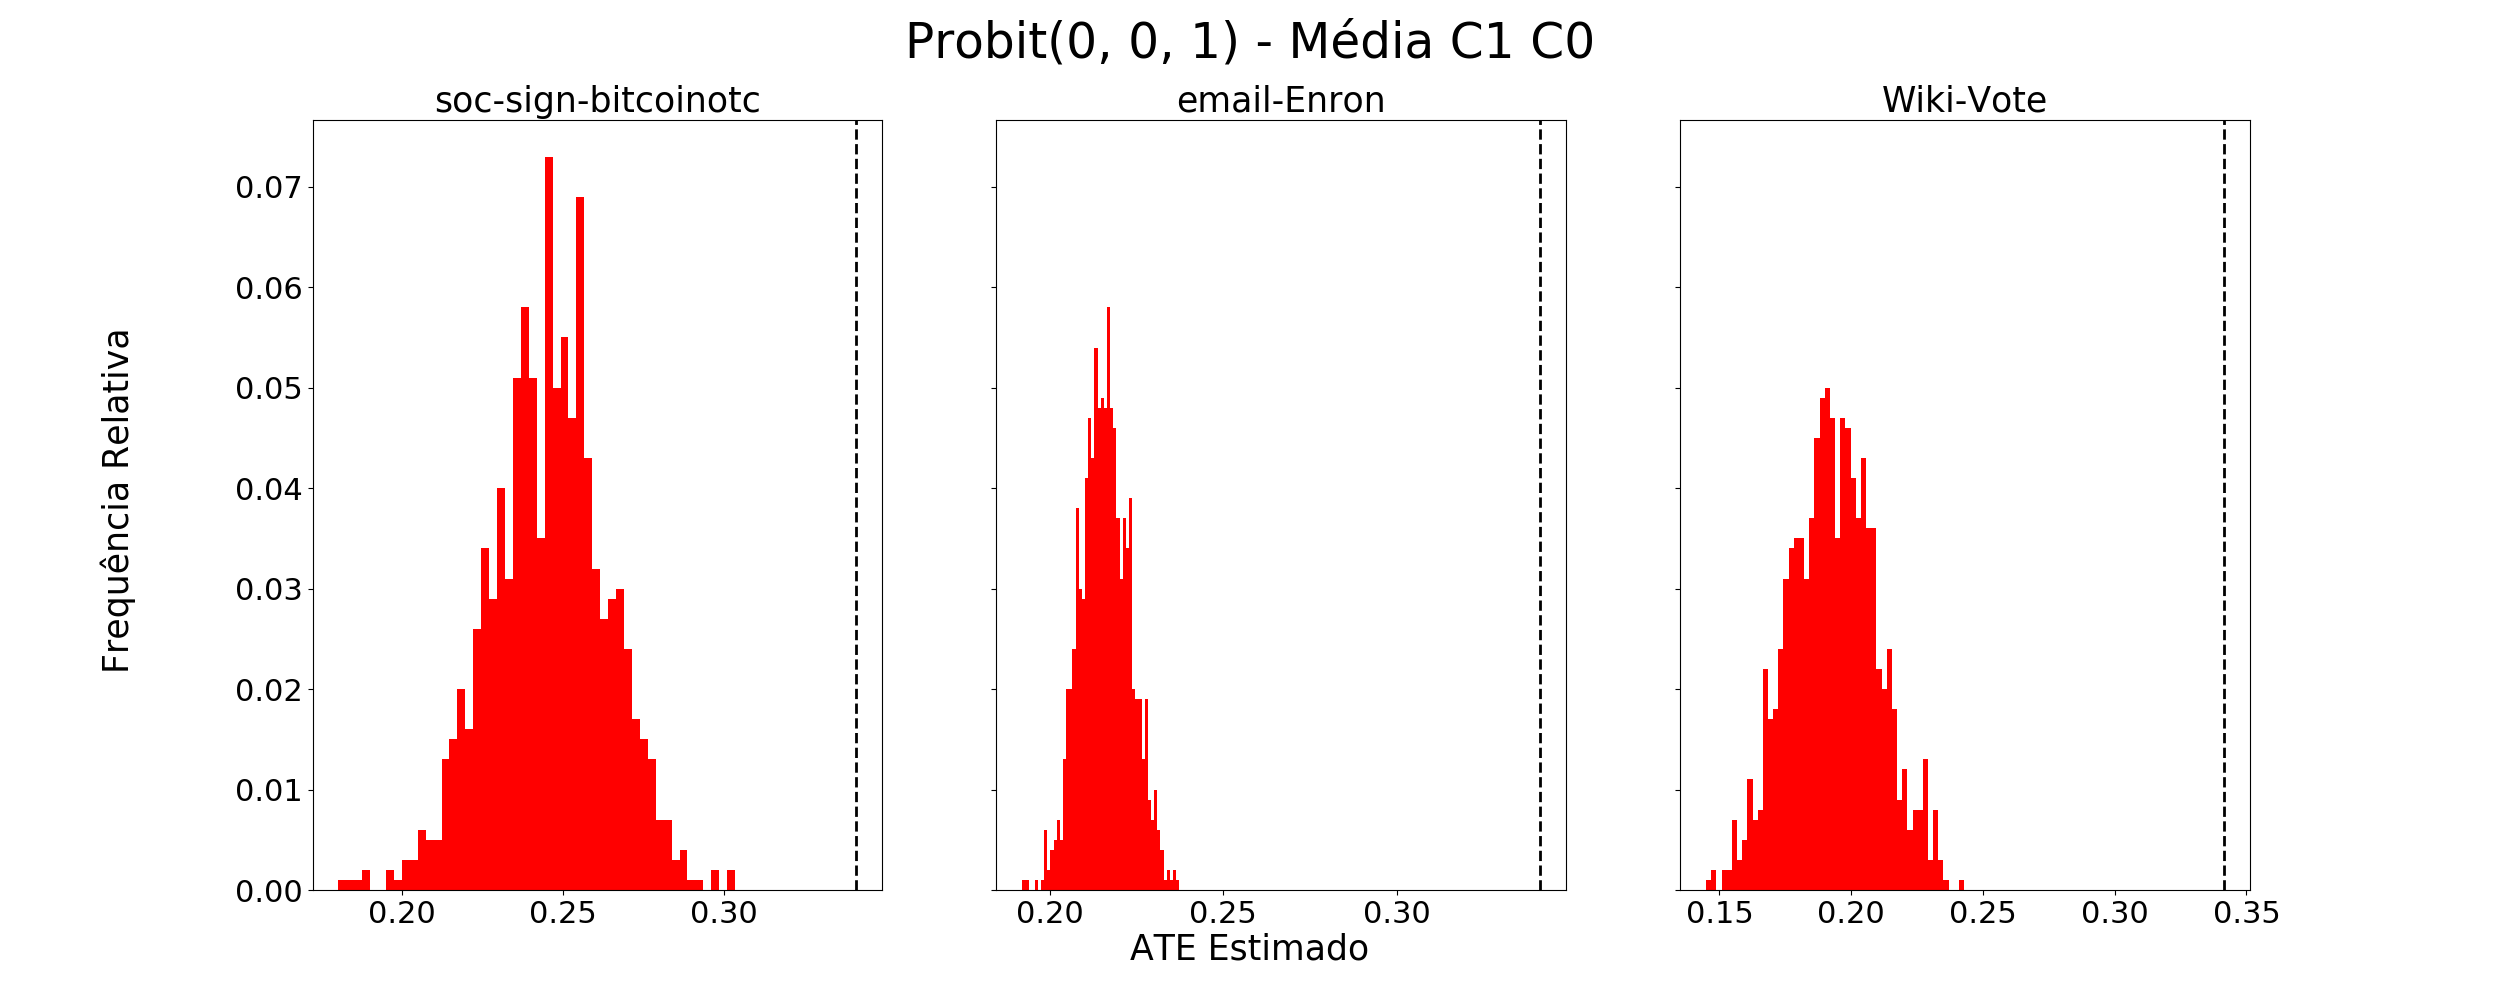 Probit(0, 0, 1) - Média C1 C0
soc-sign-bitcoinotc
email-Enron
Wiki-Vote
Frequência Relativa
0.07
0.06
0.05
0.04
0.03
0.02
0.01
0.00
0.20 0.25 0.30
0.20 0.25 0.30
0.15 0.20 0.25 0.30 0.35
ATE Estimado